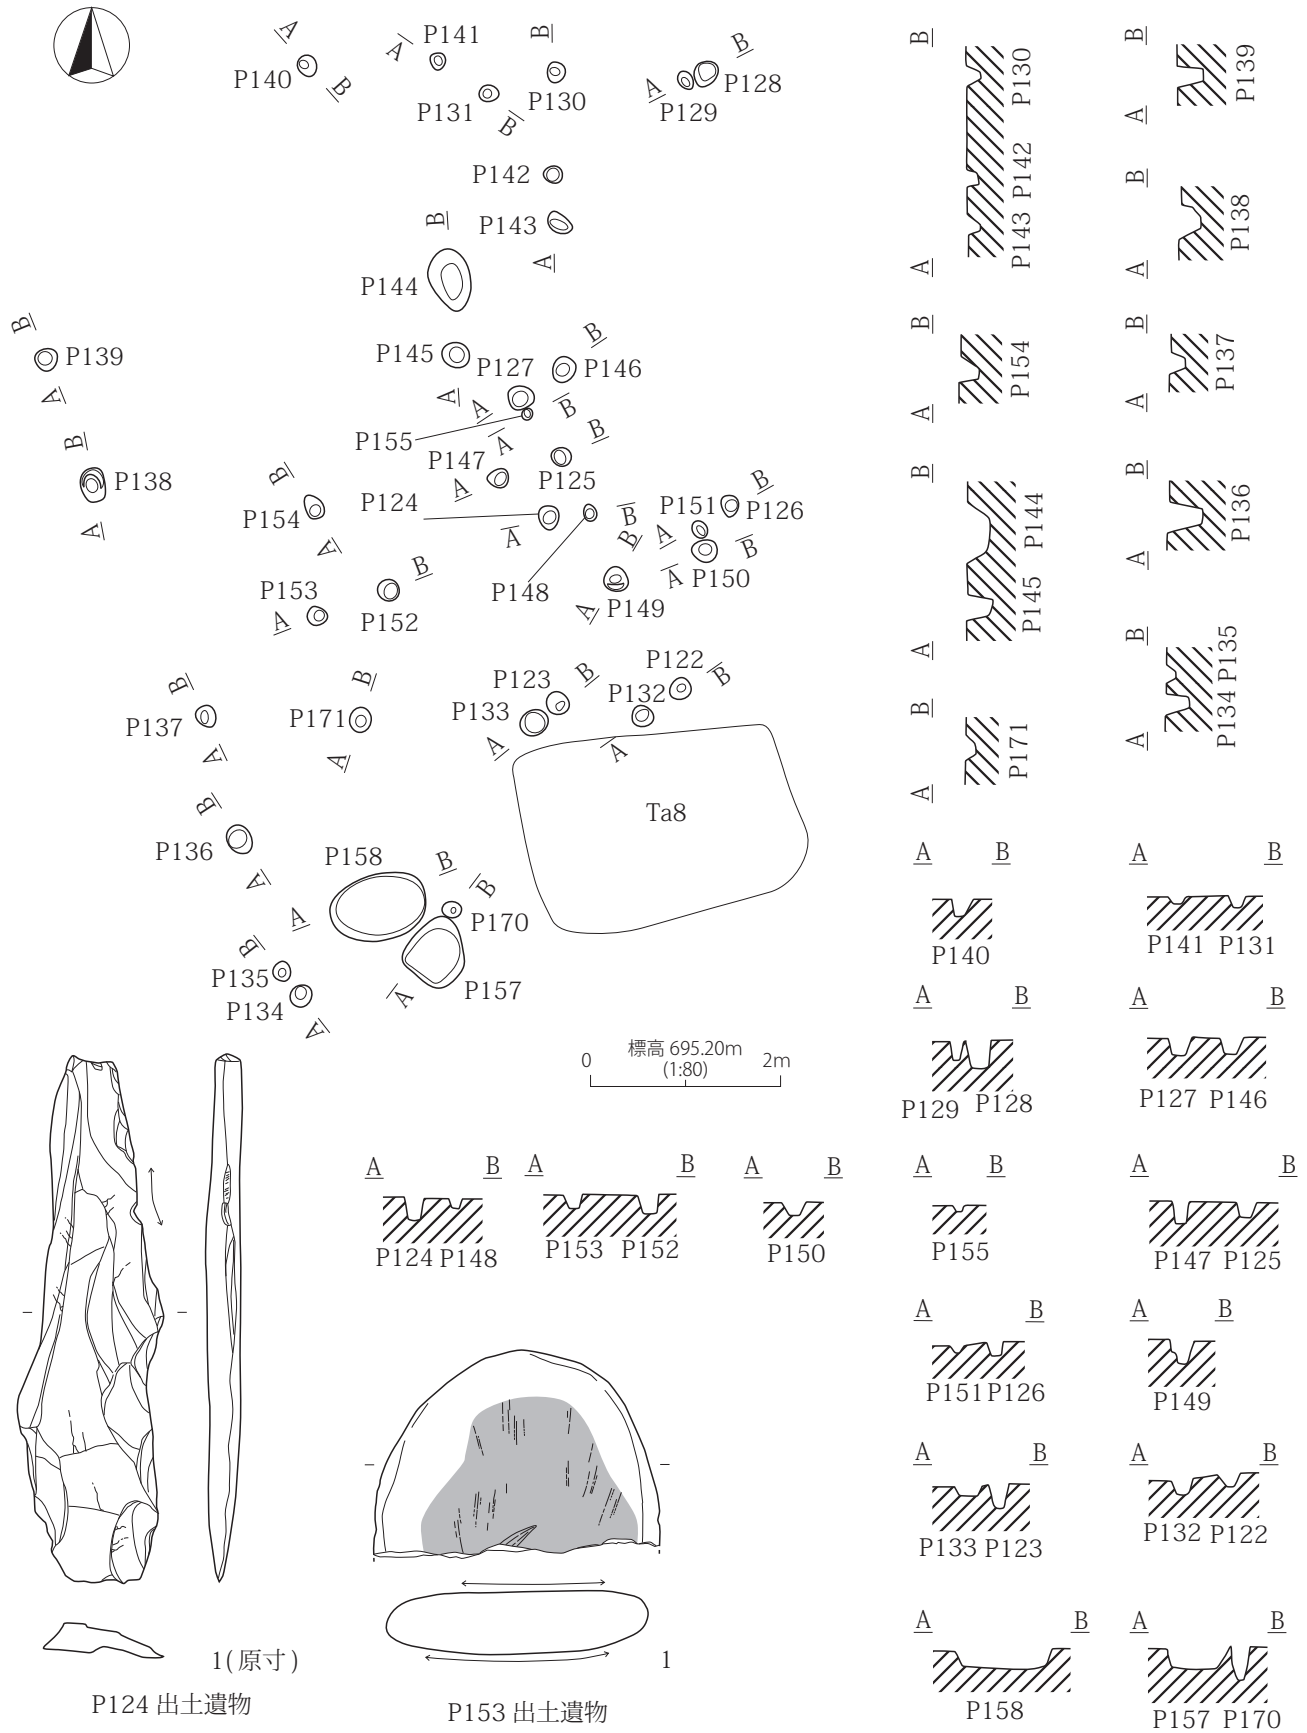 A
P140
B
A
P141
P131
B
B
P130
B
P128
A
P129
P142
B
P143
A
P144
B
P139
A
P145
A
P127
A
B
P146
B
P155
A
B
P147
A
P125
P124
A
P148
B
P138
A
B
P154
A
P153
A
B
P152
B
P151
A
B
P126
B
A
P150
B
A
P149
B
P137
A
B
P171
A
P123
B
P133
A
P122
B
P132
A
Ta8
B
P136
A
P158
A
B
B
P170
A
P157
B
P135
P134
A
標高 695.20m
0
2m
(1:80)
B
A
P130
P142
P143
B
A
P139
B
A
P138
B
A
P154
B
A
P137
B
A
P144
P145
B
A
P136
B
A
P135
P134
B
A
P171
A B
P140
A B
P141 P131
A B
P129 P128
A B
P127 P146
A B
P124 P148
A B
P153 P152
A B
P150
A B
P155
A B
P147 P125
A B
P151 P126
A B
P149
A B
P133 P123
A B
P132 P122
A B
P158
A B
P157 P170
1(原寸)
P124 出土遺物
1
P153 出土遺物